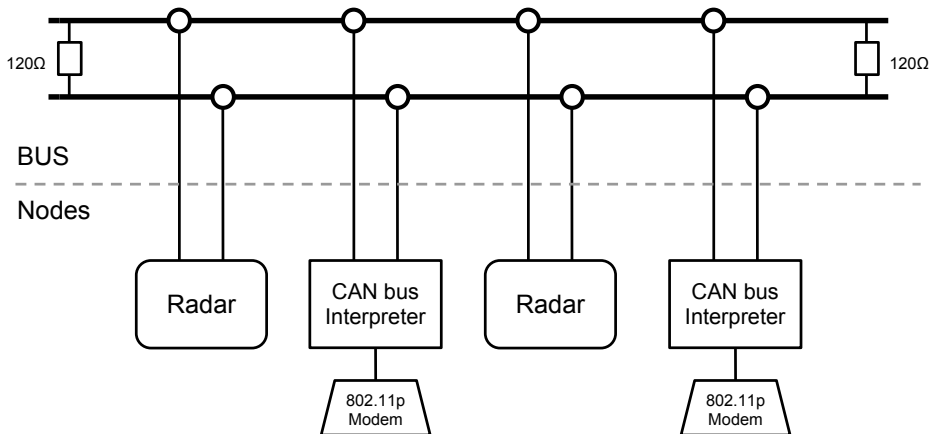 120Ω
120Ω
BUS
Nodes
Radar
CAN bus
Interpreter
Radar
CAN bus
Interpreter
802.11p
Modem
802.11p
Modem